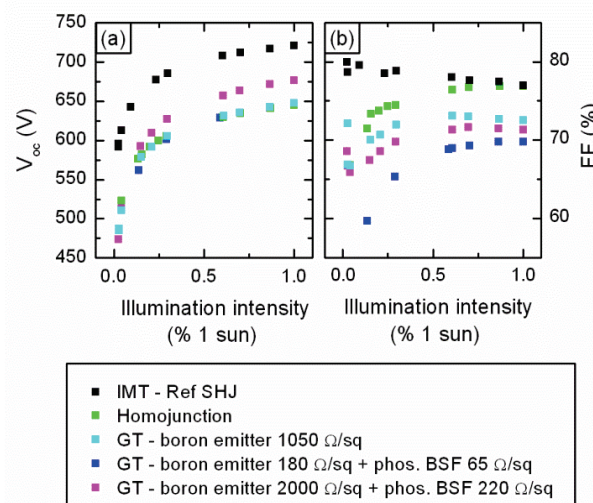 (a)
(b)
750
700
650
600
550
500
450
V_oc (V)
80
70
60
FF (%)
0.0
0.5
1.0
0.0
0.5
1.0
Illumination intensity
(% 1 sun)
Illumination intensity
(% 1 sun)
IMT - Ref SHJ
Homojunction
GT - boron emitter 1050 Ω/sq
GT - boron emitter 180 Ω/sq + phos. BSF 65 Ω/sq
GT - boron emitter 2000 Ω/sq + phos. BSF 220 Ω/sq